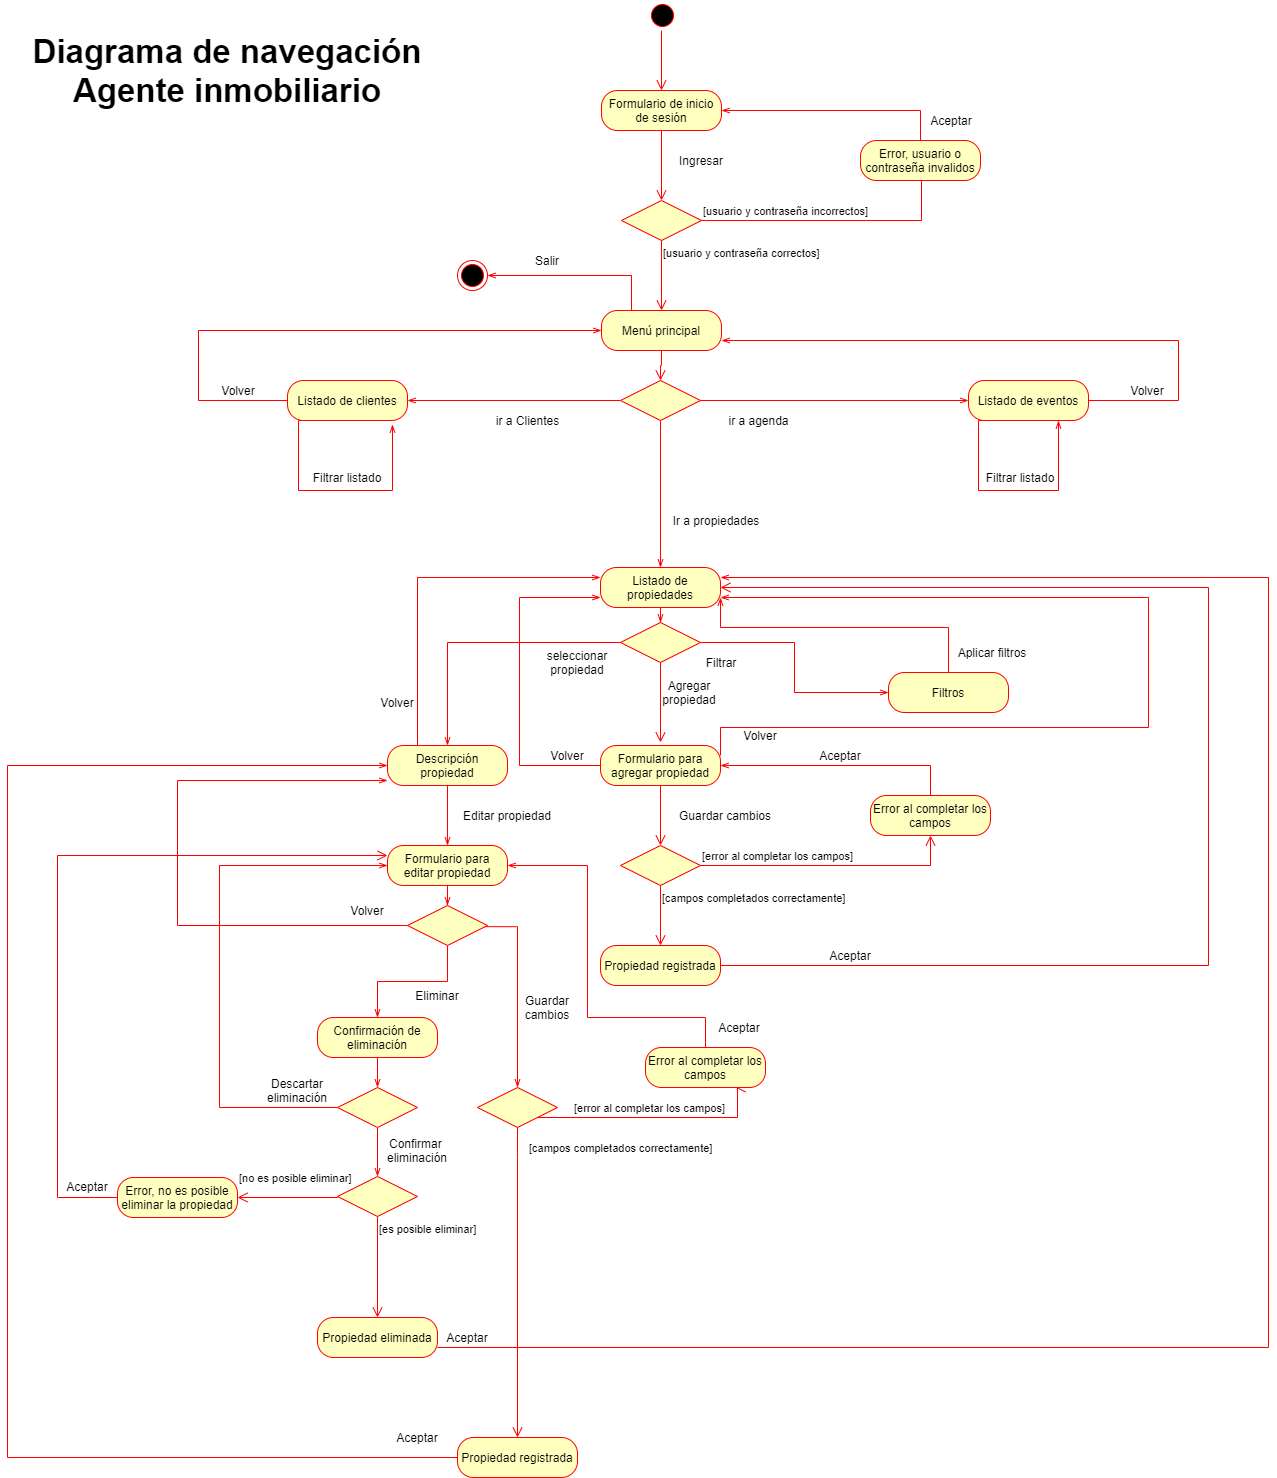 Diagrama de navegación
Agente inmobiliario
Formulario de inicio
de sesión
Aceptar
Error, usuario o
contraseña invalidos
Ingresar
[usuario y contraseña incorrectos]
[usuario y contraseña correctos]
Salir
Menú principal
Volver
Listado de clientes
ir a Clientes
ir a agenda
Listado de eventos
Volver
Filtrar listado
Filtrar listado
Ir a propiedades
Listado de
propiedades
seleccionar
propiedad
Filtrar
Aplicar filtros
Agregar
propiedad
Filtros
Volver
Volver
Descripción
propiedad
Volver
Formulario para
agregar propiedad
Aceptar
Editar propiedad
Guardar cambios
Error al completar los
campos
Formulario para
editar propiedad
[error al completar los campos]
[campos completados correctamente]
Volver
Propiedad registrada
Aceptar
Eliminar
Guardar
cambios
Confirmación de
eliminación
Aceptar
Error al completar los
campos
Descartar
eliminación
[error al completar los campos]
Confirmar
eliminación
[campos completados correctamente]
Aceptar
Error, no es posible
eliminar la propiedad
[no es posible eliminar]
[es posible eliminar]
Propiedad eliminada
Aceptar
Aceptar
Propiedad registrada